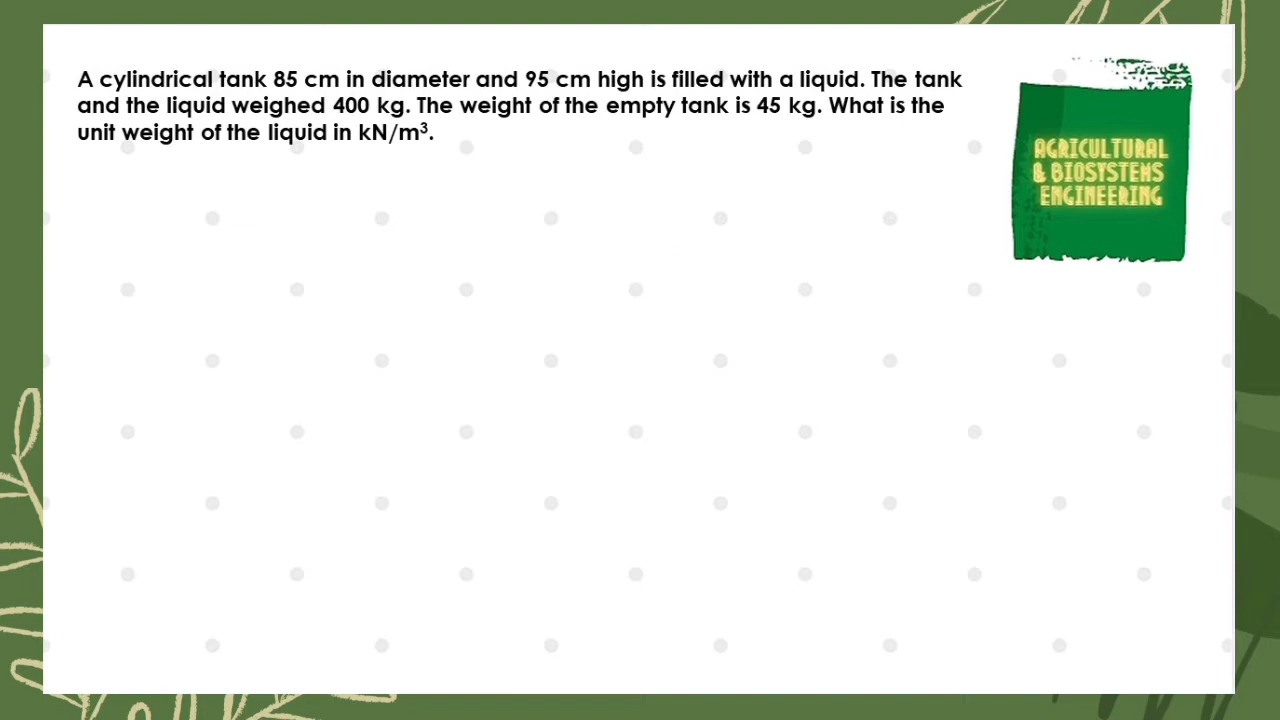 A cylindrical tank 85 cm in diameter and 95 cm high is filled with a liquid. The tank
and the liquid weighed 400 kg. The weight of the empty tank is 45 kg. What is the
unit weight of the liquid in kN/m³.
AGRICULTURAL
& BIOSYSTEMS
ENGINEERING